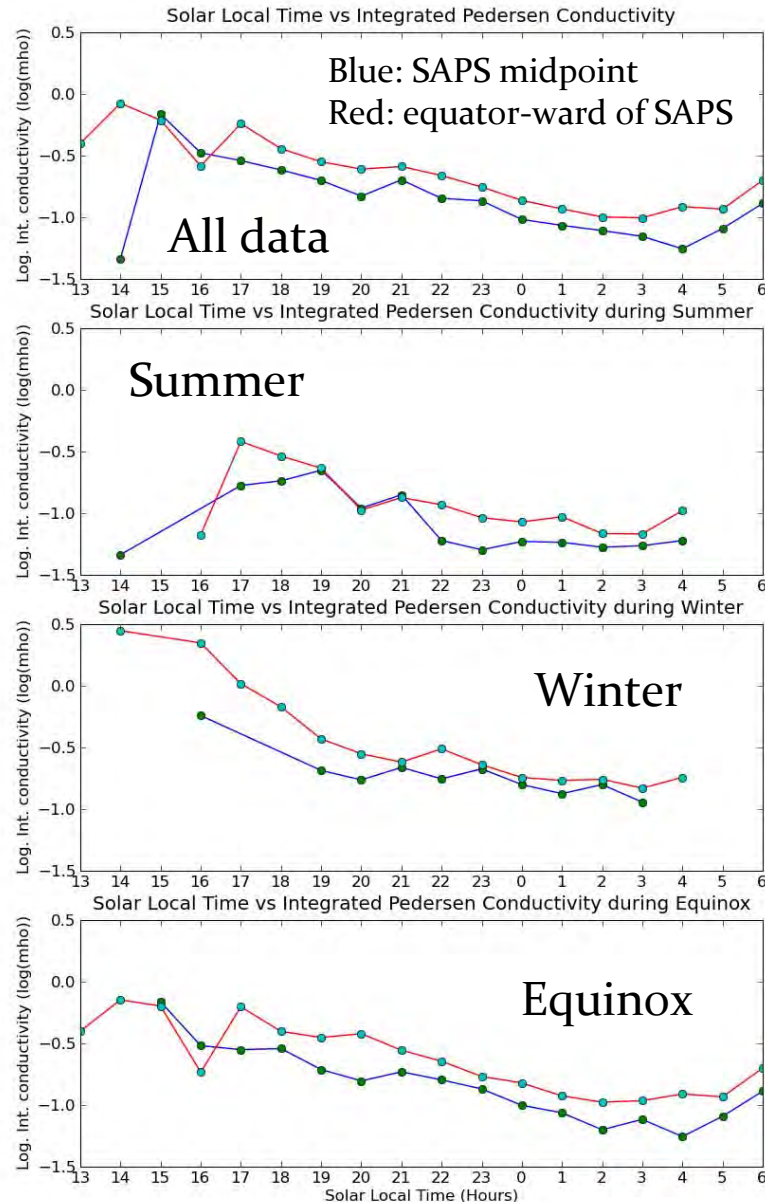 Solar Local Time vs Integrated Pedersen Conductivity
Blue: SAPS midpoint
Red: equator-ward of SAPS
All data
Log. Int. conductivity (log(mho))
0.5
0.0
−0.5
−1.0
−1.5
13 14 15 16 17 18 19 20 21 22 23 0 1 2 3 4 5 6
Solar Local Time vs Integrated Pedersen Conductivity during Summer
Summer
Log. Int. conductivity (log(mho))
0.5
0.0
−0.5
−1.0
−1.5
13 14 15 16 17 18 19 20 21 22 23 0 1 2 3 4 5 6
Solar Local Time vs Integrated Pedersen Conductivity during Winter
Winter
Log. Int. conductivity (log(mho))
0.5
0.0
−0.5
−1.0
−1.5
13 14 15 16 17 18 19 20 21 22 23 0 1 2 3 4 5 6
Solar Local Time vs Integrated Pedersen Conductivity during Equinox
Equinox
Log. Int. conductivity (log(mho))
0.5
0.0
−0.5
−1.0
−1.5
13 14 15 16 17 18 19 20 21 22 23 0 1 2 3 4 5 6
Solar Local Time (Hours)